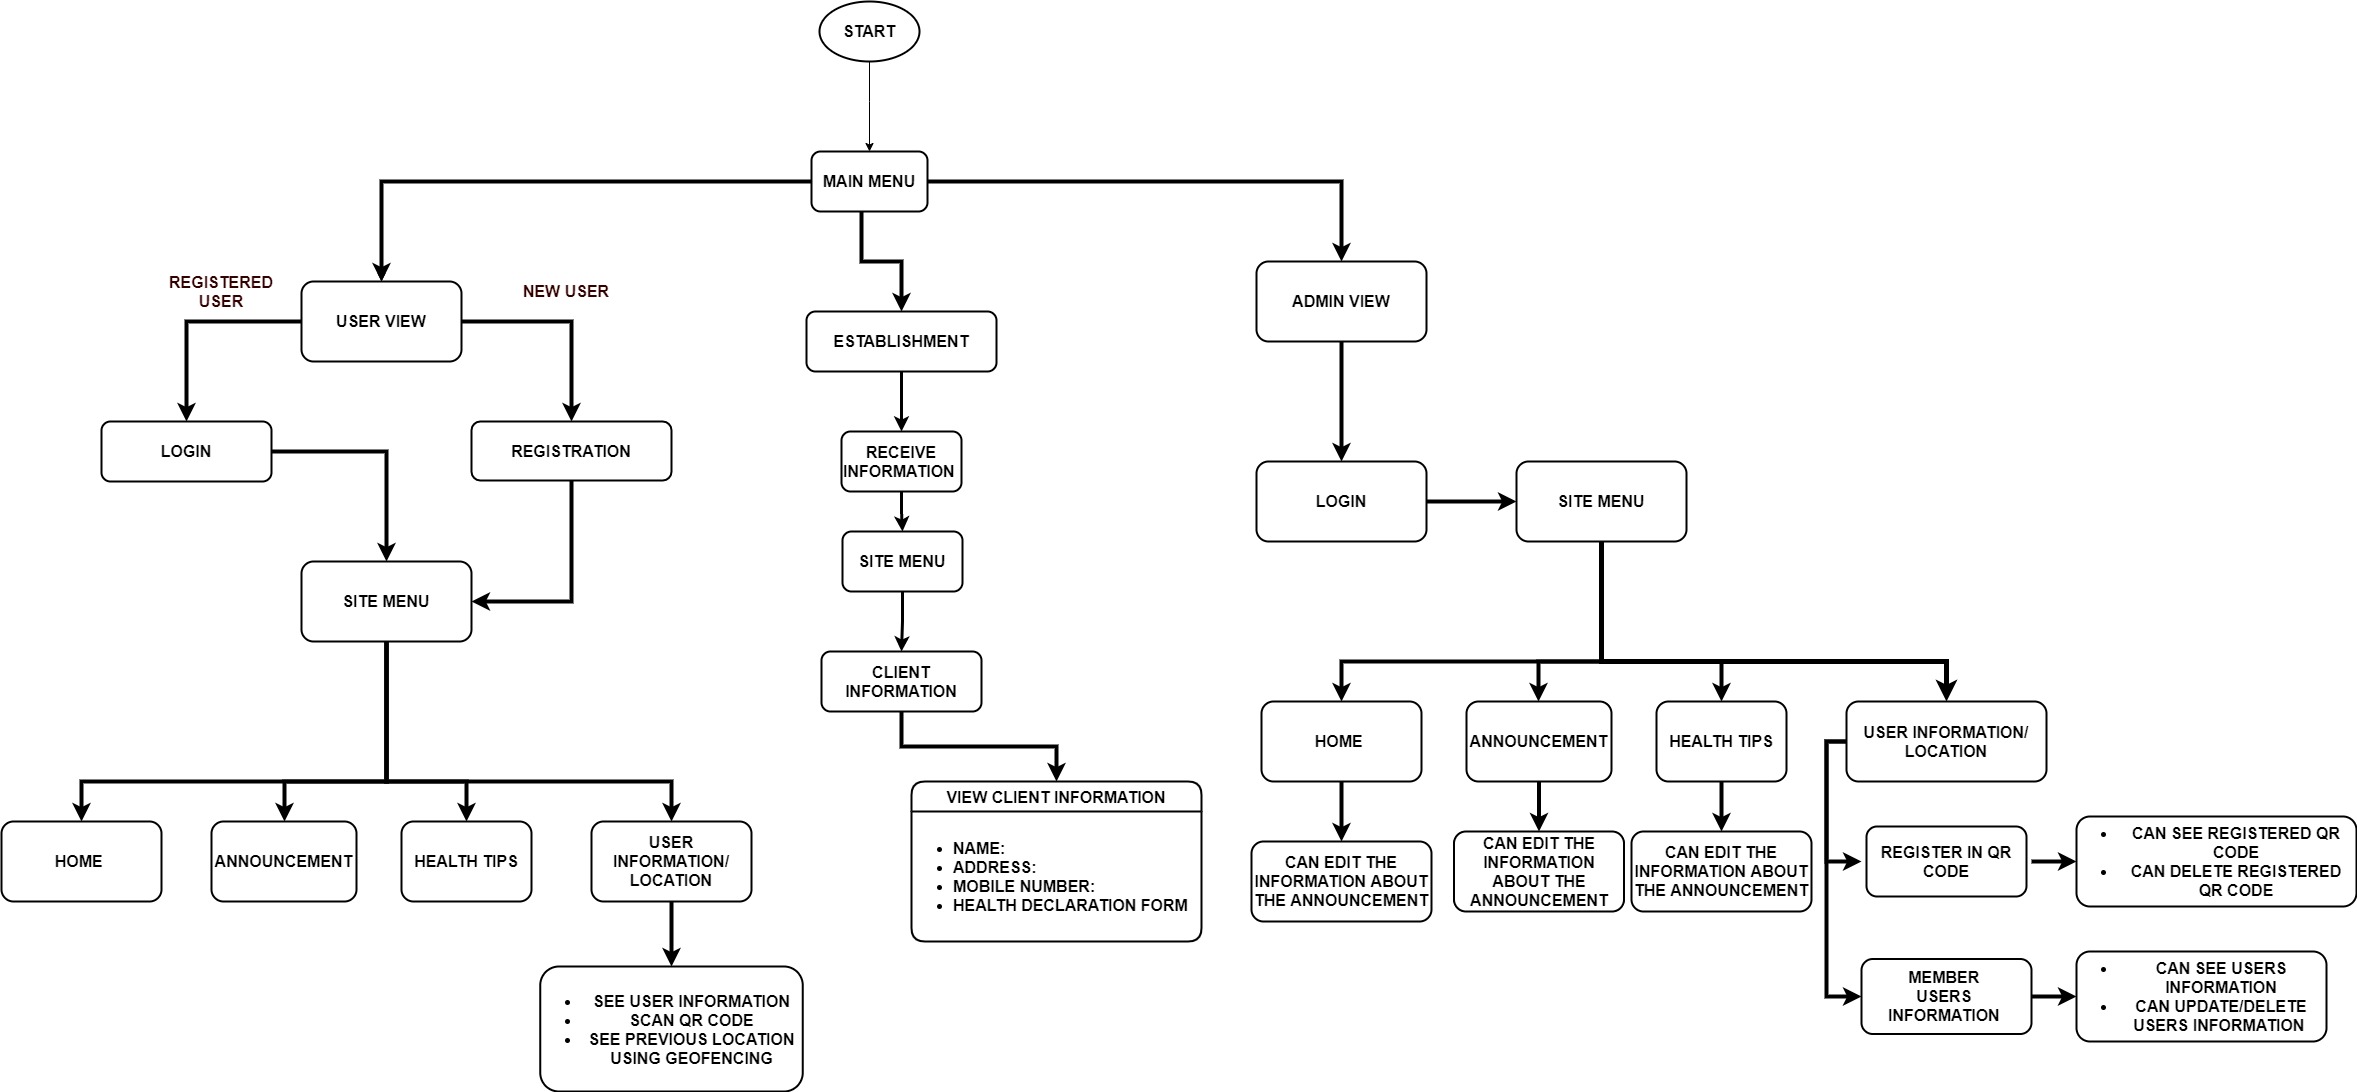 START
MAIN MENU
REGISTERED
USER
NEW USER
USER VIEW
LOGIN
REGISTRATION
SITE MENU
HOME
ANNOUNCEMENT
HEALTH TIPS
USER
INFORMATION/
LOCATION
• SEE USER INFORMATION
• SCAN QR CODE
• SEE PREVIOUS LOCATION
USING GEOFENCING
ESTABLISHMENT
RECEIVE
INFORMATION
SITE MENU
CLIENT
INFORMATION
VIEW CLIENT INFORMATION
• NAME:
• ADDRESS:
• MOBILE NUMBER:
• HEALTH DECLARATION FORM
ADMIN VIEW
LOGIN
SITE MENU
HOME
ANNOUNCEMENT
HEALTH TIPS
USER INFORMATION/
LOCATION
CAN EDIT THE
INFORMATION ABOUT
THE ANNOUNCEMENT
CAN EDIT THE
INFORMATION
ABOUT THE
ANNOUNCEMENT
CAN EDIT THE
INFORMATION ABOUT
THE ANNOUNCEMENT
REGISTER IN QR
CODE
• CAN SEE REGISTERED QR
CODE
• CAN DELETE REGISTERED
QR CODE
MEMBER
USERS
INFORMATION
• CAN SEE USERS
INFORMATION
• CAN UPDATE/DELETE
USERS INFORMATION